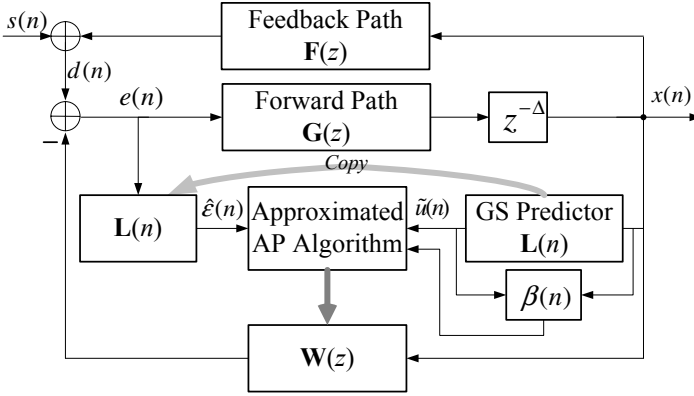 s(n)
Feedback Path
F(z)
d(n)
e(n)
Forward Path
G(z)
z^{-Δ}
x(n)
−
Copy
L(n)
ε̂(n)
Approximated
AP Algorithm
ũ(n)
GS Predictor
L(n)
β(n)
W(z)